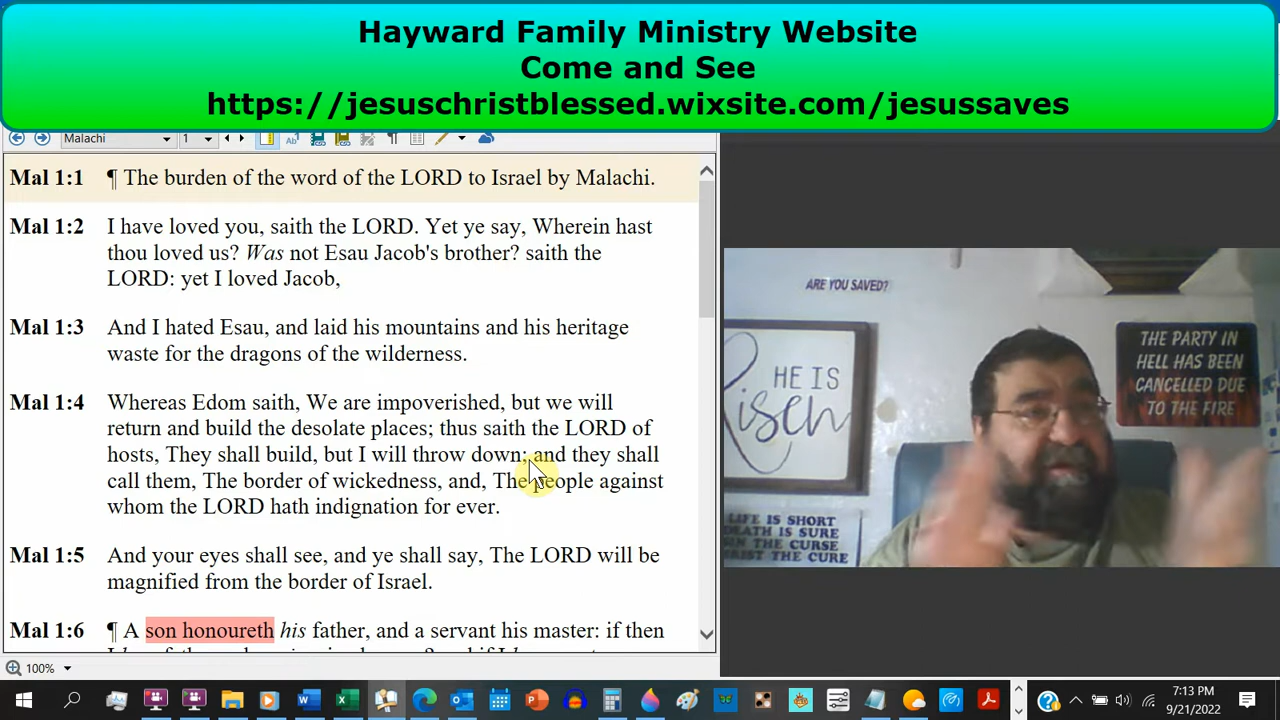 Hayward Family Ministry Website
Come and See
https://jesuschristblessed.wixsite.com/jesussaves
Malachi
1
Mal 1:1 ¶ The burden of the word of the LORD to Israel by Malachi.
Mal 1:2 I have loved you, saith the LORD. Yet ye say, Wherein hast
thou loved us? Was not Esau Jacob's brother? saith the
LORD: yet I loved Jacob,
Mal 1:3 And I hated Esau, and laid his mountains and his heritage
waste for the dragons of the wilderness.
Mal 1:4 Whereas Edom saith, We are impoverished, but we will
return and build the desolate places; thus saith the LORD of
hosts, They shall build, but I will throw down; and they shall
call them, The border of wickedness, and, The people against
whom the LORD hath indignation for ever.
Mal 1:5 And your eyes shall see, and ye shall say, The LORD will be
magnified from the border of Israel.
Mal 1:6 ¶ A son honoureth his father, and a servant his master: if then
100%
ARE YOU SAVED?
HE IS
Risen
THE PARTY IN
HELL HAS BEEN
CANCELLED DUE
TO THE FIRE
LIFE IS SHORT
DEATH IS SURE
SIN THE CURSE
CHRIST THE CURE
7:13 PM
9/21/2022